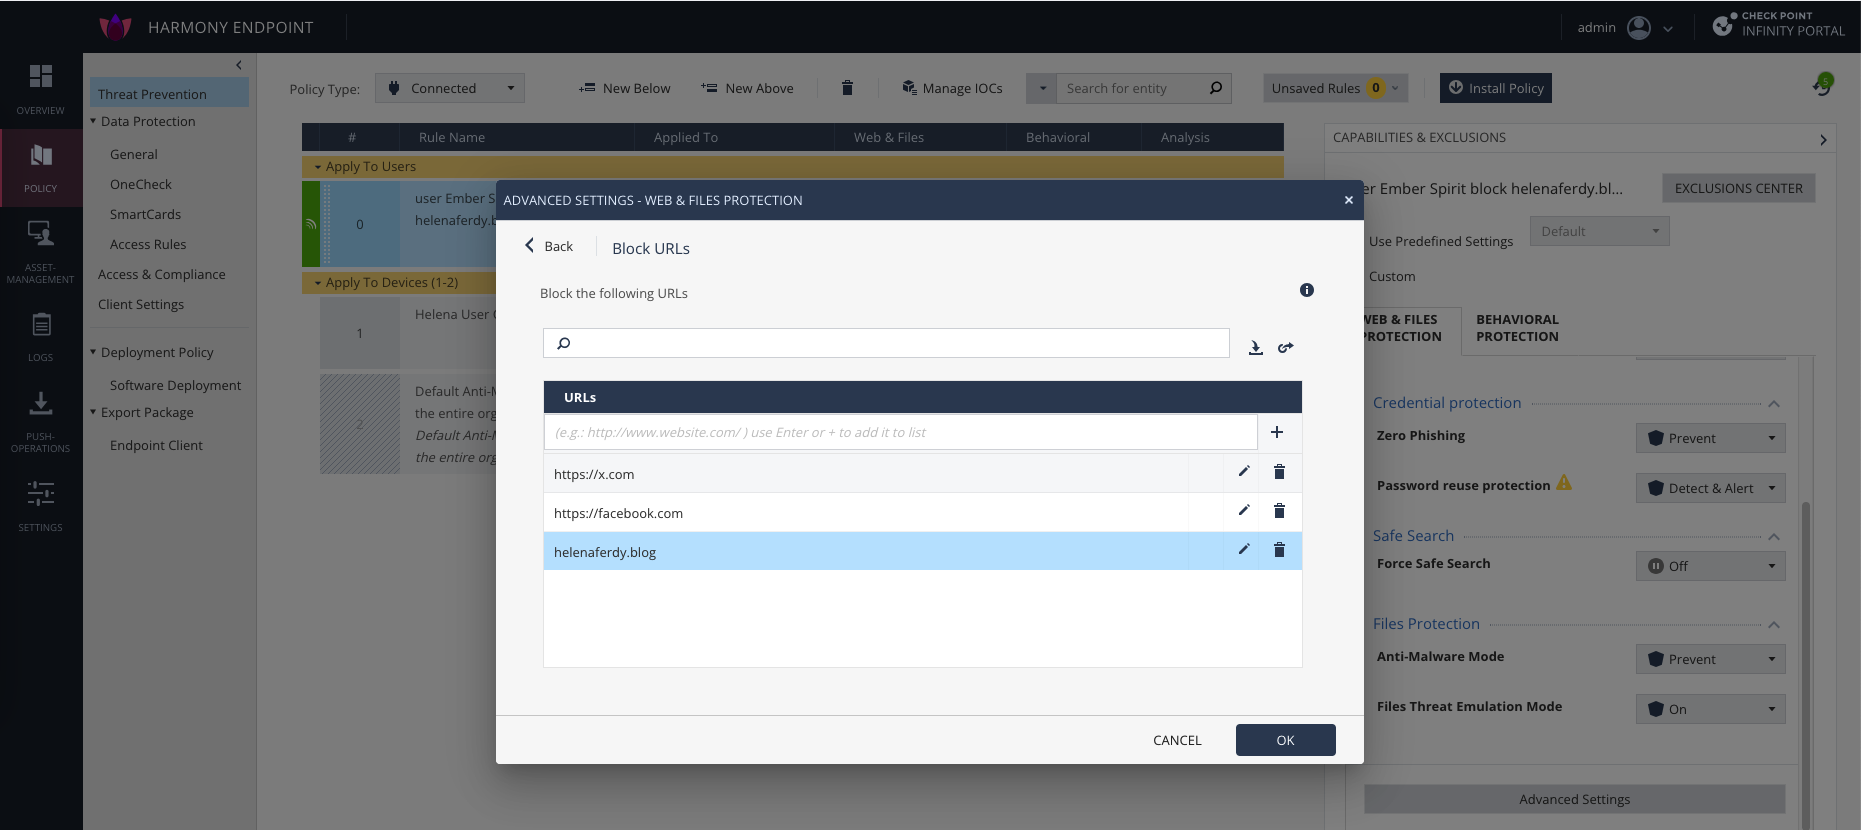 HARMONY ENDPOINT
admin
CHECK POINT
INFINITY PORTAL
OVERVIEW
POLICY
ASSET-
MANAGEMENT
LOGS
PUSH-
OPERATIONS
SETTINGS
Threat Prevention
Data Protection
General
OneCheck
SmartCards
Access Rules
Access & Compliance
Client Settings
Deployment Policy
Software Deployment
Export Package
Endpoint Client
Policy Type: Connected New Below New Above Manage IOCs Search for entity Unsaved Rules 0 Install Policy 5
# Rule Name Applied To Web & Files Behavioral Analysis
Apply To Users
0 user Ember S
helenaferdy.b
Apply To Devices (1-2)
1 Helena User
2 Default Anti-M
the entire org
Default Anti-M
the entire org
ADVANCED SETTINGS - WEB & FILES PROTECTION
Back Block URLs
Block the following URLs
URLs
(e.g.: http://www.website.com/ ) use Enter or + to add it to list
https://x.com
https://facebook.com
helenaferdy.blog
CANCEL OK
CAPABILITIES & EXCLUSIONS
er Ember Spirit block helenaferdy.bl... EXCLUSIONS CENTER
Use Predefined Settings Default
Custom
WEB & FILES
PROTECTION
BEHAVIORAL
PROTECTION
Credential protection
Zero Phishing Prevent
Password reuse protection Detect & Alert
Safe Search
Force Safe Search Off
Files Protection
Anti-Malware Mode Prevent
Files Threat Emulation Mode On
Advanced Settings